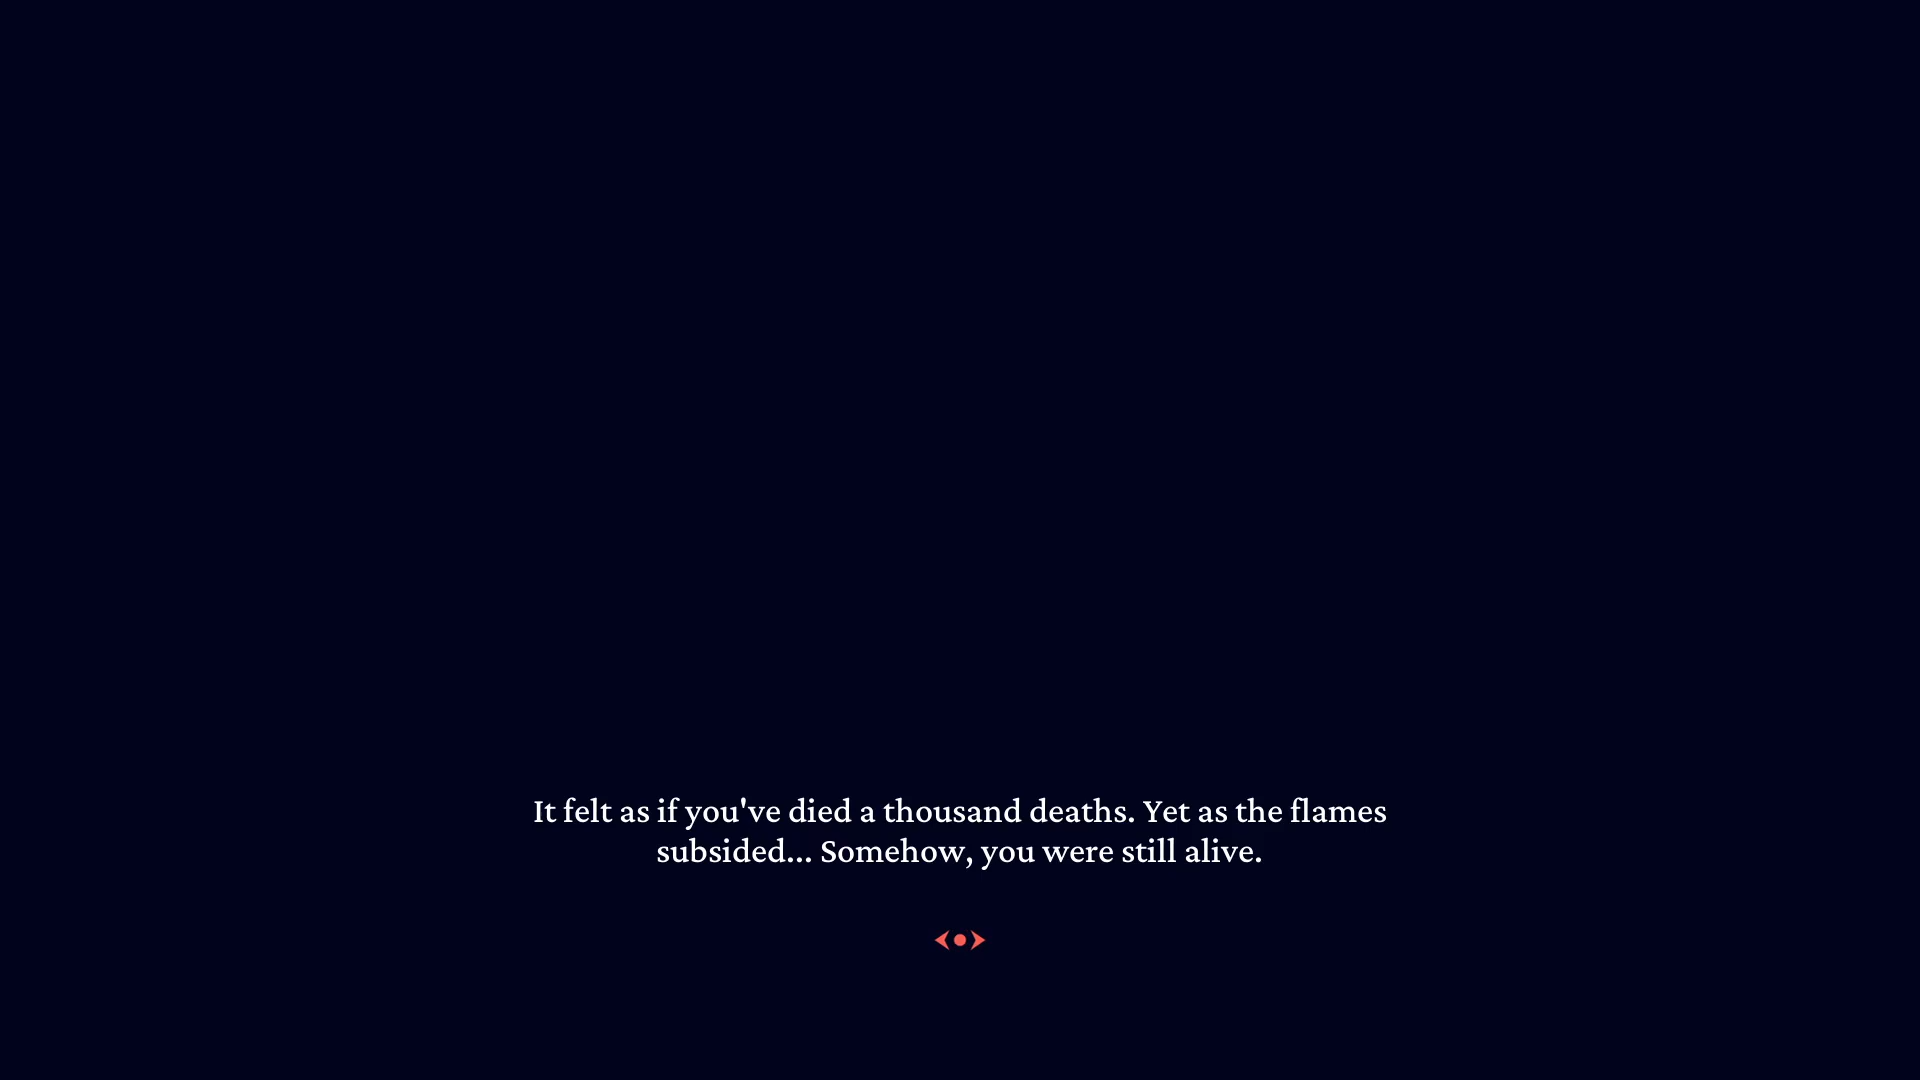 It felt as if you've died a thousand deaths. Yet as the flames
subsided... Somehow, you were still alive.